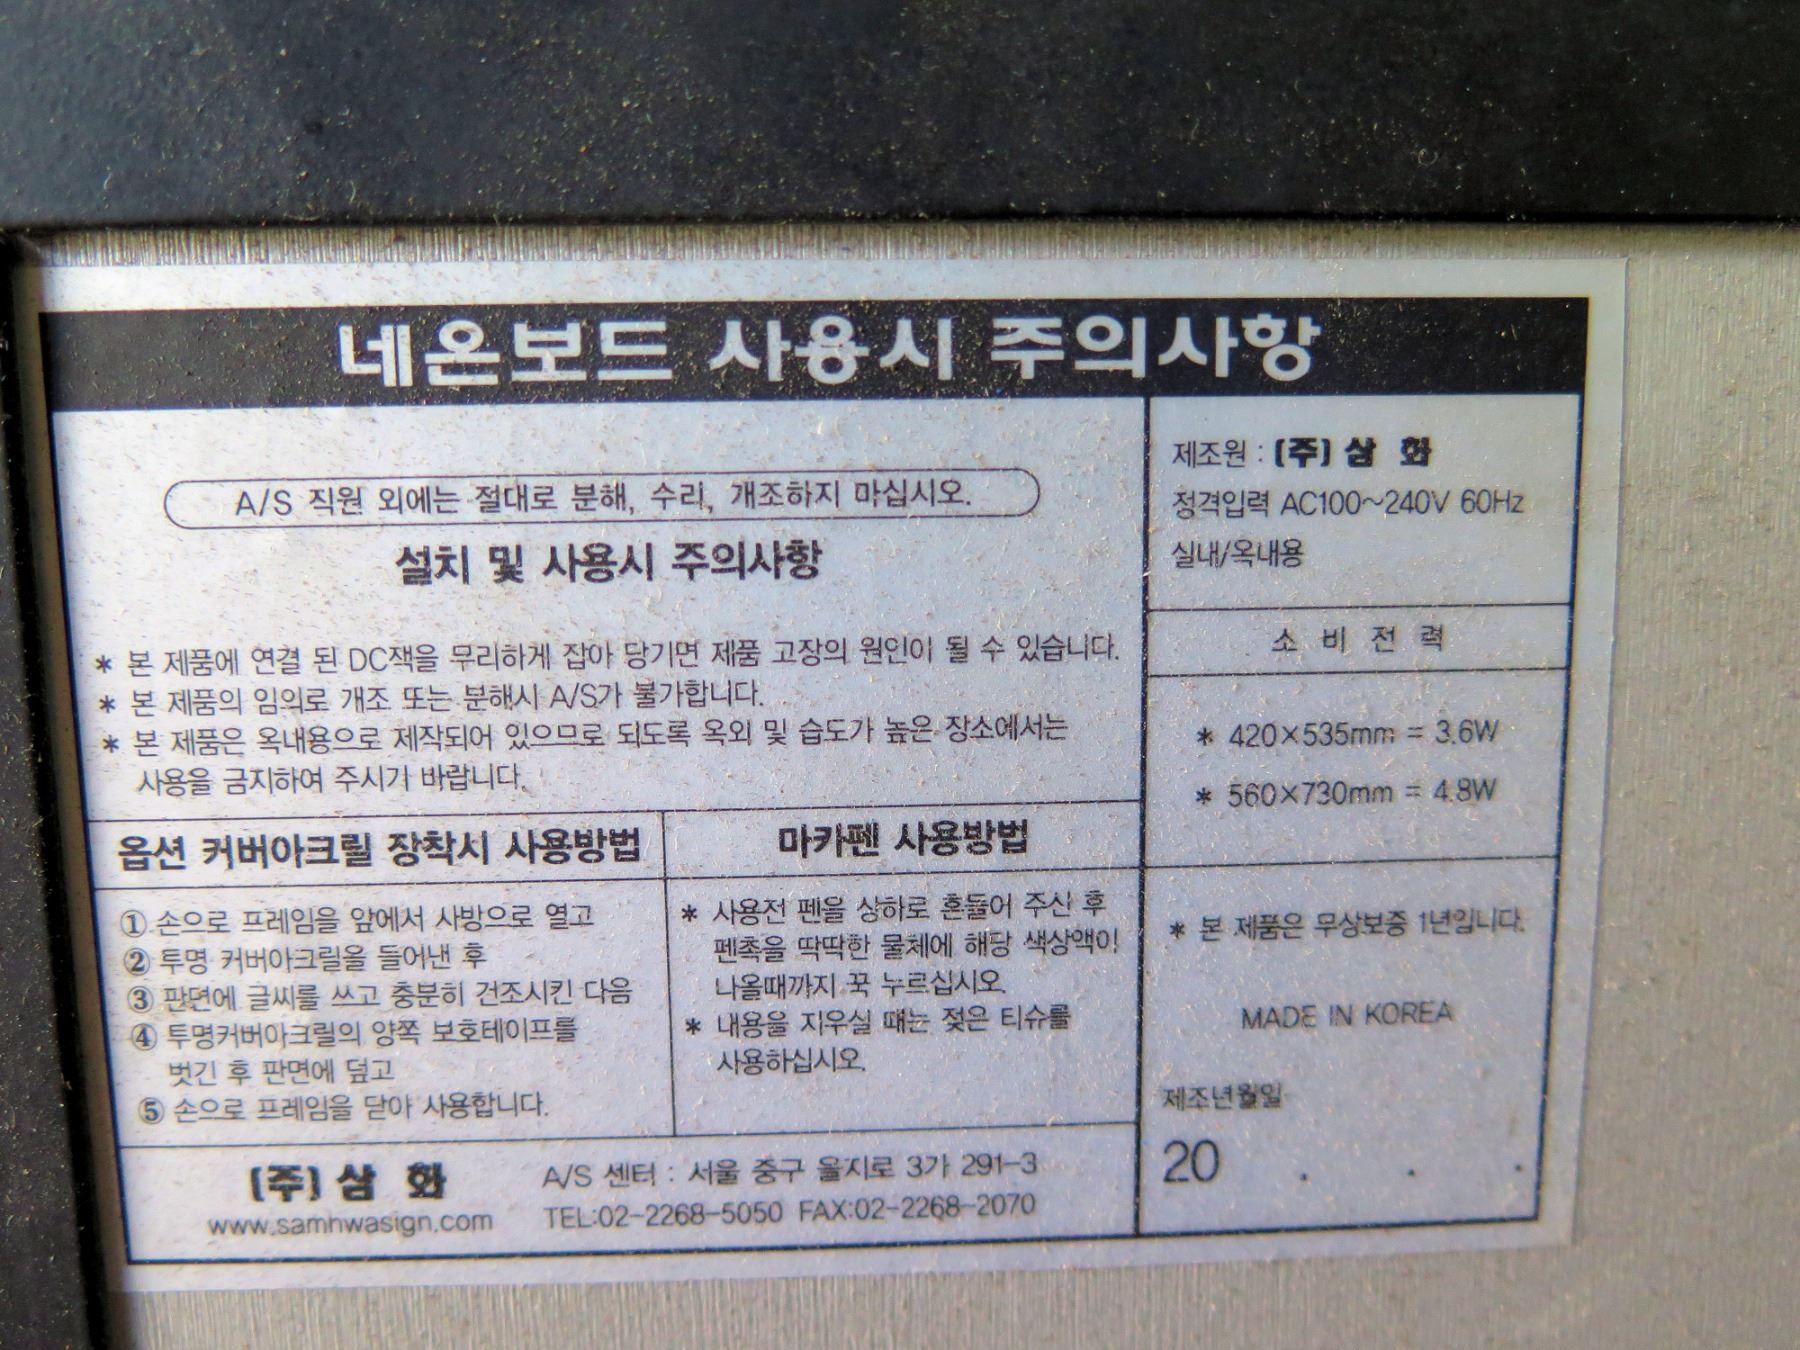 네온보드 사용시 주의사항
A/S 직원 외에는 절대로 분해, 수리, 개조하지 마십시오.
설치 및 사용시 주의사항
* 본 제품에 연결 된 DC잭을 무리하게 잡아 당기면 제품 고장의 원인이 될 수 있습니다.
* 본 제품의 임의로 개조 또는 분해시 A/S가 불가합니다.
* 본 제품은 옥내용으로 제작되어 있으므로 되도록 옥외 및 습도가 높은 장소에서는
사용을 금지하여 주시기 바랍니다.
옵션 커버아크릴 장착시 사용방법
① 손으로 프레임을 앞에서 사방으로 열고
② 투명 커버아크릴을 들어낸 후
③ 판면에 글씨를 쓰고 충분히 건조시킨 다음
④ 투명커버아크릴의 양쪽 보호테이프를
벗긴 후 판면에 덮고
⑤ 손으로 프레임을 닫아 사용합니다.
마카펜 사용방법
* 사용전 펜을 상하로 흔들어 주신 후
펜촉을 딱딱한 물체에 해당 색상액이
나올때까지 꾹 누르십시오.
* 내용을 지우실 때는 젖은 티슈를
사용하십시오.
(주) 삼 화
www.samhwasign.com
A/S 센터 : 서울 중구 을지로 3가 291-3
TEL:02-2268-5050 FAX:02-2268-2070
제조원 : (주) 삼 화
정격입력 AC100~240V 60Hz
실내/옥내용
소 비 전 력
* 420×535mm = 3.6W
* 560×730mm = 4.8W
* 본 제품은 무상보증 1년입니다.
MADE IN KOREA
제조년월일
20 . . .